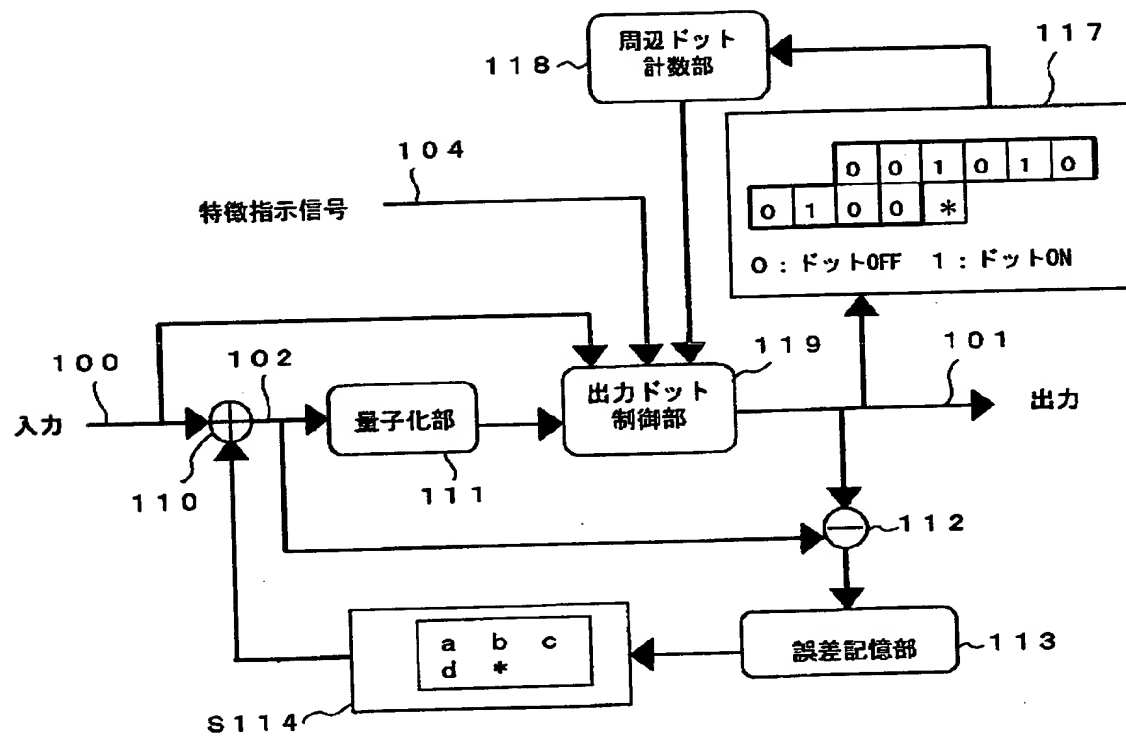 117
周辺ドット
計数部
118
104
特徴指示信号
0 0 1 0 1 0
0 1 0 0 *
0：ドットOFF 1：ドットON
100
102
119
101
入力
量子化部
出力ドット
制御部
出力
110
111
112
a b c
d *
誤差記憶部
113
S114